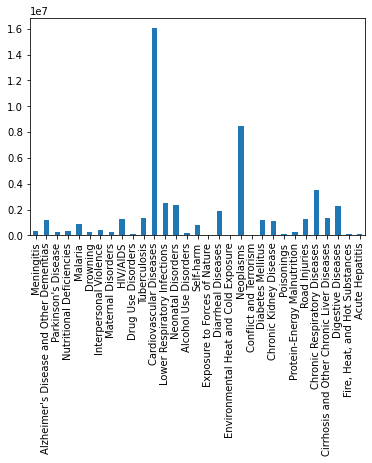 1e7
1.6
1.4
1.2
1.0
0.8
0.6
0.4
0.2
0.0
Meningitis
Alzheimer's Disease and Other Dementias
Parkinson's Disease
Nutritional Deficiencies
Malaria
Drowning
Interpersonal Violence
Maternal Disorders
HIV/AIDS
Drug Use Disorders
Tuberculosis
Cardiovascular Diseases
Lower Respiratory Infections
Neonatal Disorders
Alcohol Use Disorders
Self-harm
Exposure to Forces of Nature
Diarrheal Diseases
Environmental Heat and Cold Exposure
Neoplasms
Conflict and Terrorism
Diabetes Mellitus
Chronic Kidney Disease
Poisonings
Protein-Energy Malnutrition
Road Injuries
Chronic Respiratory Diseases
Cirrhosis and Other Chronic Liver Diseases
Digestive Diseases
Fire, Heat, and Hot Substances
Acute Hepatitis